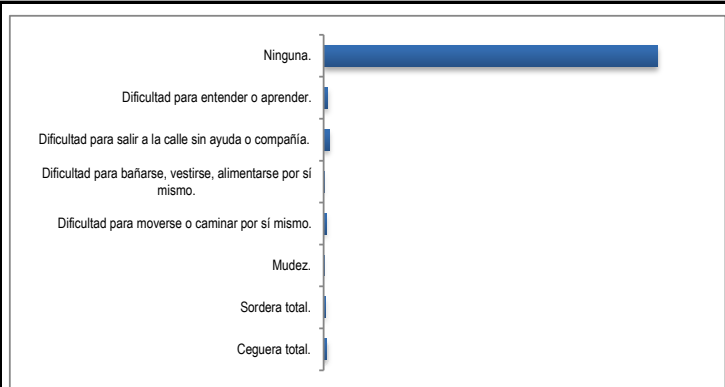 Ninguna.
Dificultad para entender o aprender.
Dificultad para salir a la calle sin ayuda o compañía.
Dificultad para bañarse, vestirse, alimentarse por sí
mismo.
Dificultad para moverse o caminar por sí mismo.
Mudez.
Sordera total.
Ceguera total.